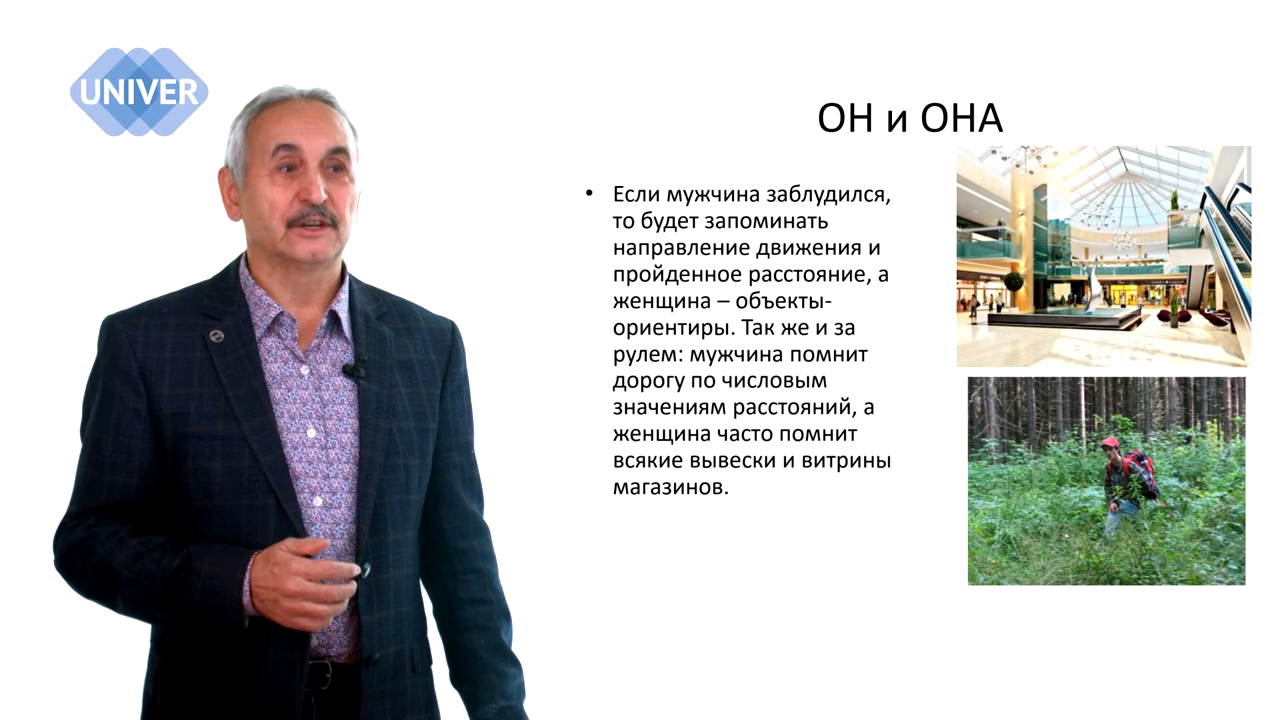 UNIVER
ОН и ОНА
• Если мужчина заблудился,
то будет запоминать
направление движения и
пройденное расстояние, а
женщина – объекты-
ориентиры. Так же и за
рулем: мужчина помнит
дорогу по числовым
значениям расстояний, а
женщина часто помнит
всякие вывески и витрины
магазинов.